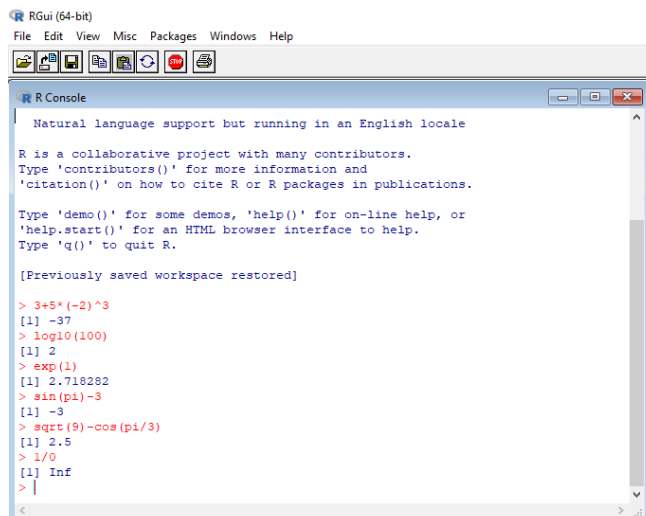 RGui (64-bit)
File Edit View Misc Packages Windows Help
STOP
R Console
Natural language support but running in an English locale
R is a collaborative project with many contributors.
Type 'contributors()' for more information and
'citation()' on how to cite R or R packages in publications.
Type 'demo()' for some demos, 'help()' for on-line help, or
'help.start()' for an HTML browser interface to help.
Type 'q()' to quit R.
[Previously saved workspace restored]
> 3+5*(-2)^3
[1] -37
> log10(100)
[1] 2
> exp(1)
[1] 2.718282
> sin(pi)-3
[1] -3
> sqrt(9)-cos(pi/3)
[1] 2.5
> 1/0
[1] Inf
>